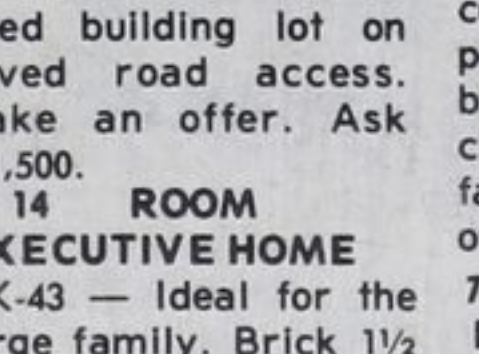 ed building lot on
ved road access.
ake an offer. Ask
,500.
14 ROOM
XECUTIVE HOME
K-43 — Ideal for the
rge family. Brick 1½